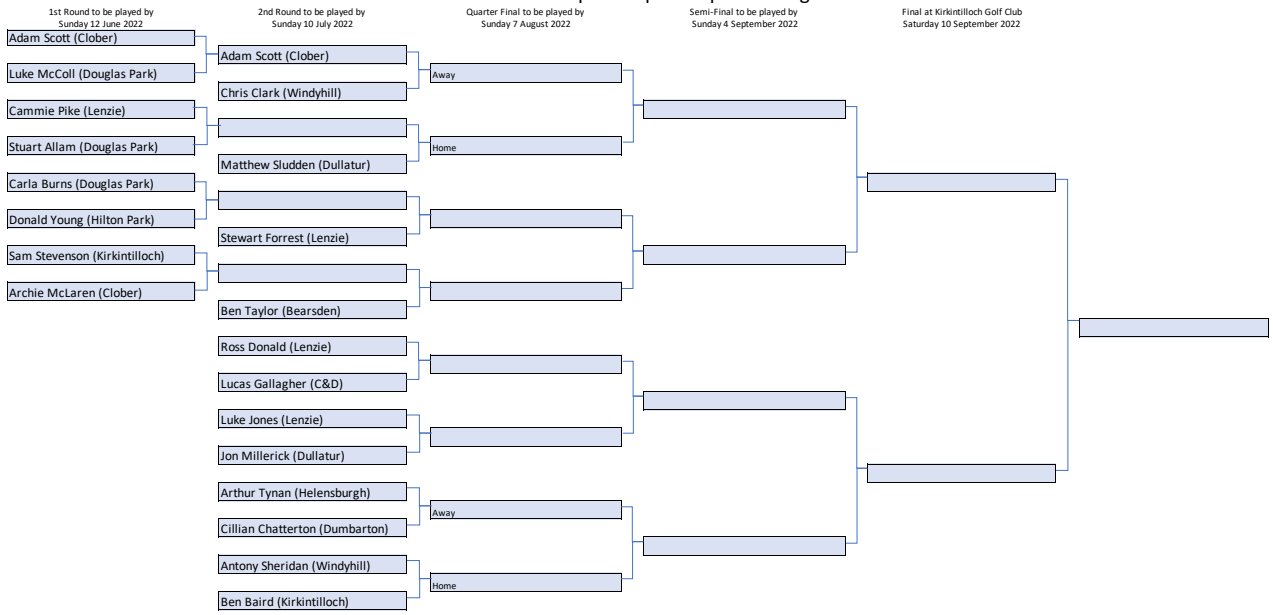 1st Round to be played by
Sunday 12 June 2022
2nd Round to be played by
Sunday 10 July 2022
Quarter Final to be played by
Sunday 7 August 2022
Semi-Final to be played by
Sunday 4 September 2022
Final at Kirkintilloch Golf Club
Saturday 10 September 2022
Adam Scott (Clober)
Luke McColl (Douglas Park)
Cammie Pike (Lenzie)
Stuart Allam (Douglas Park)
Carla Burns (Douglas Park)
Donald Young (Hilton Park)
Sam Stevenson (Kirkintilloch)
Archie McLaren (Clober)
Adam Scott (Clober)
Chris Clark (Windyhill)
Matthew Sludden (Dullatur)
Stewart Forrest (Lenzie)
Ben Taylor (Bearsden)
Ross Donald (Lenzie)
Lucas Gallagher (C&D)
Luke Jones (Lenzie)
Jon Millerick (Dullatur)
Arthur Tynan (Helensburgh)
Cillian Chatterton (Dumbarton)
Antony Sheridan (Windyhill)
Ben Baird (Kirkintilloch)
Away
Home
Away
Home